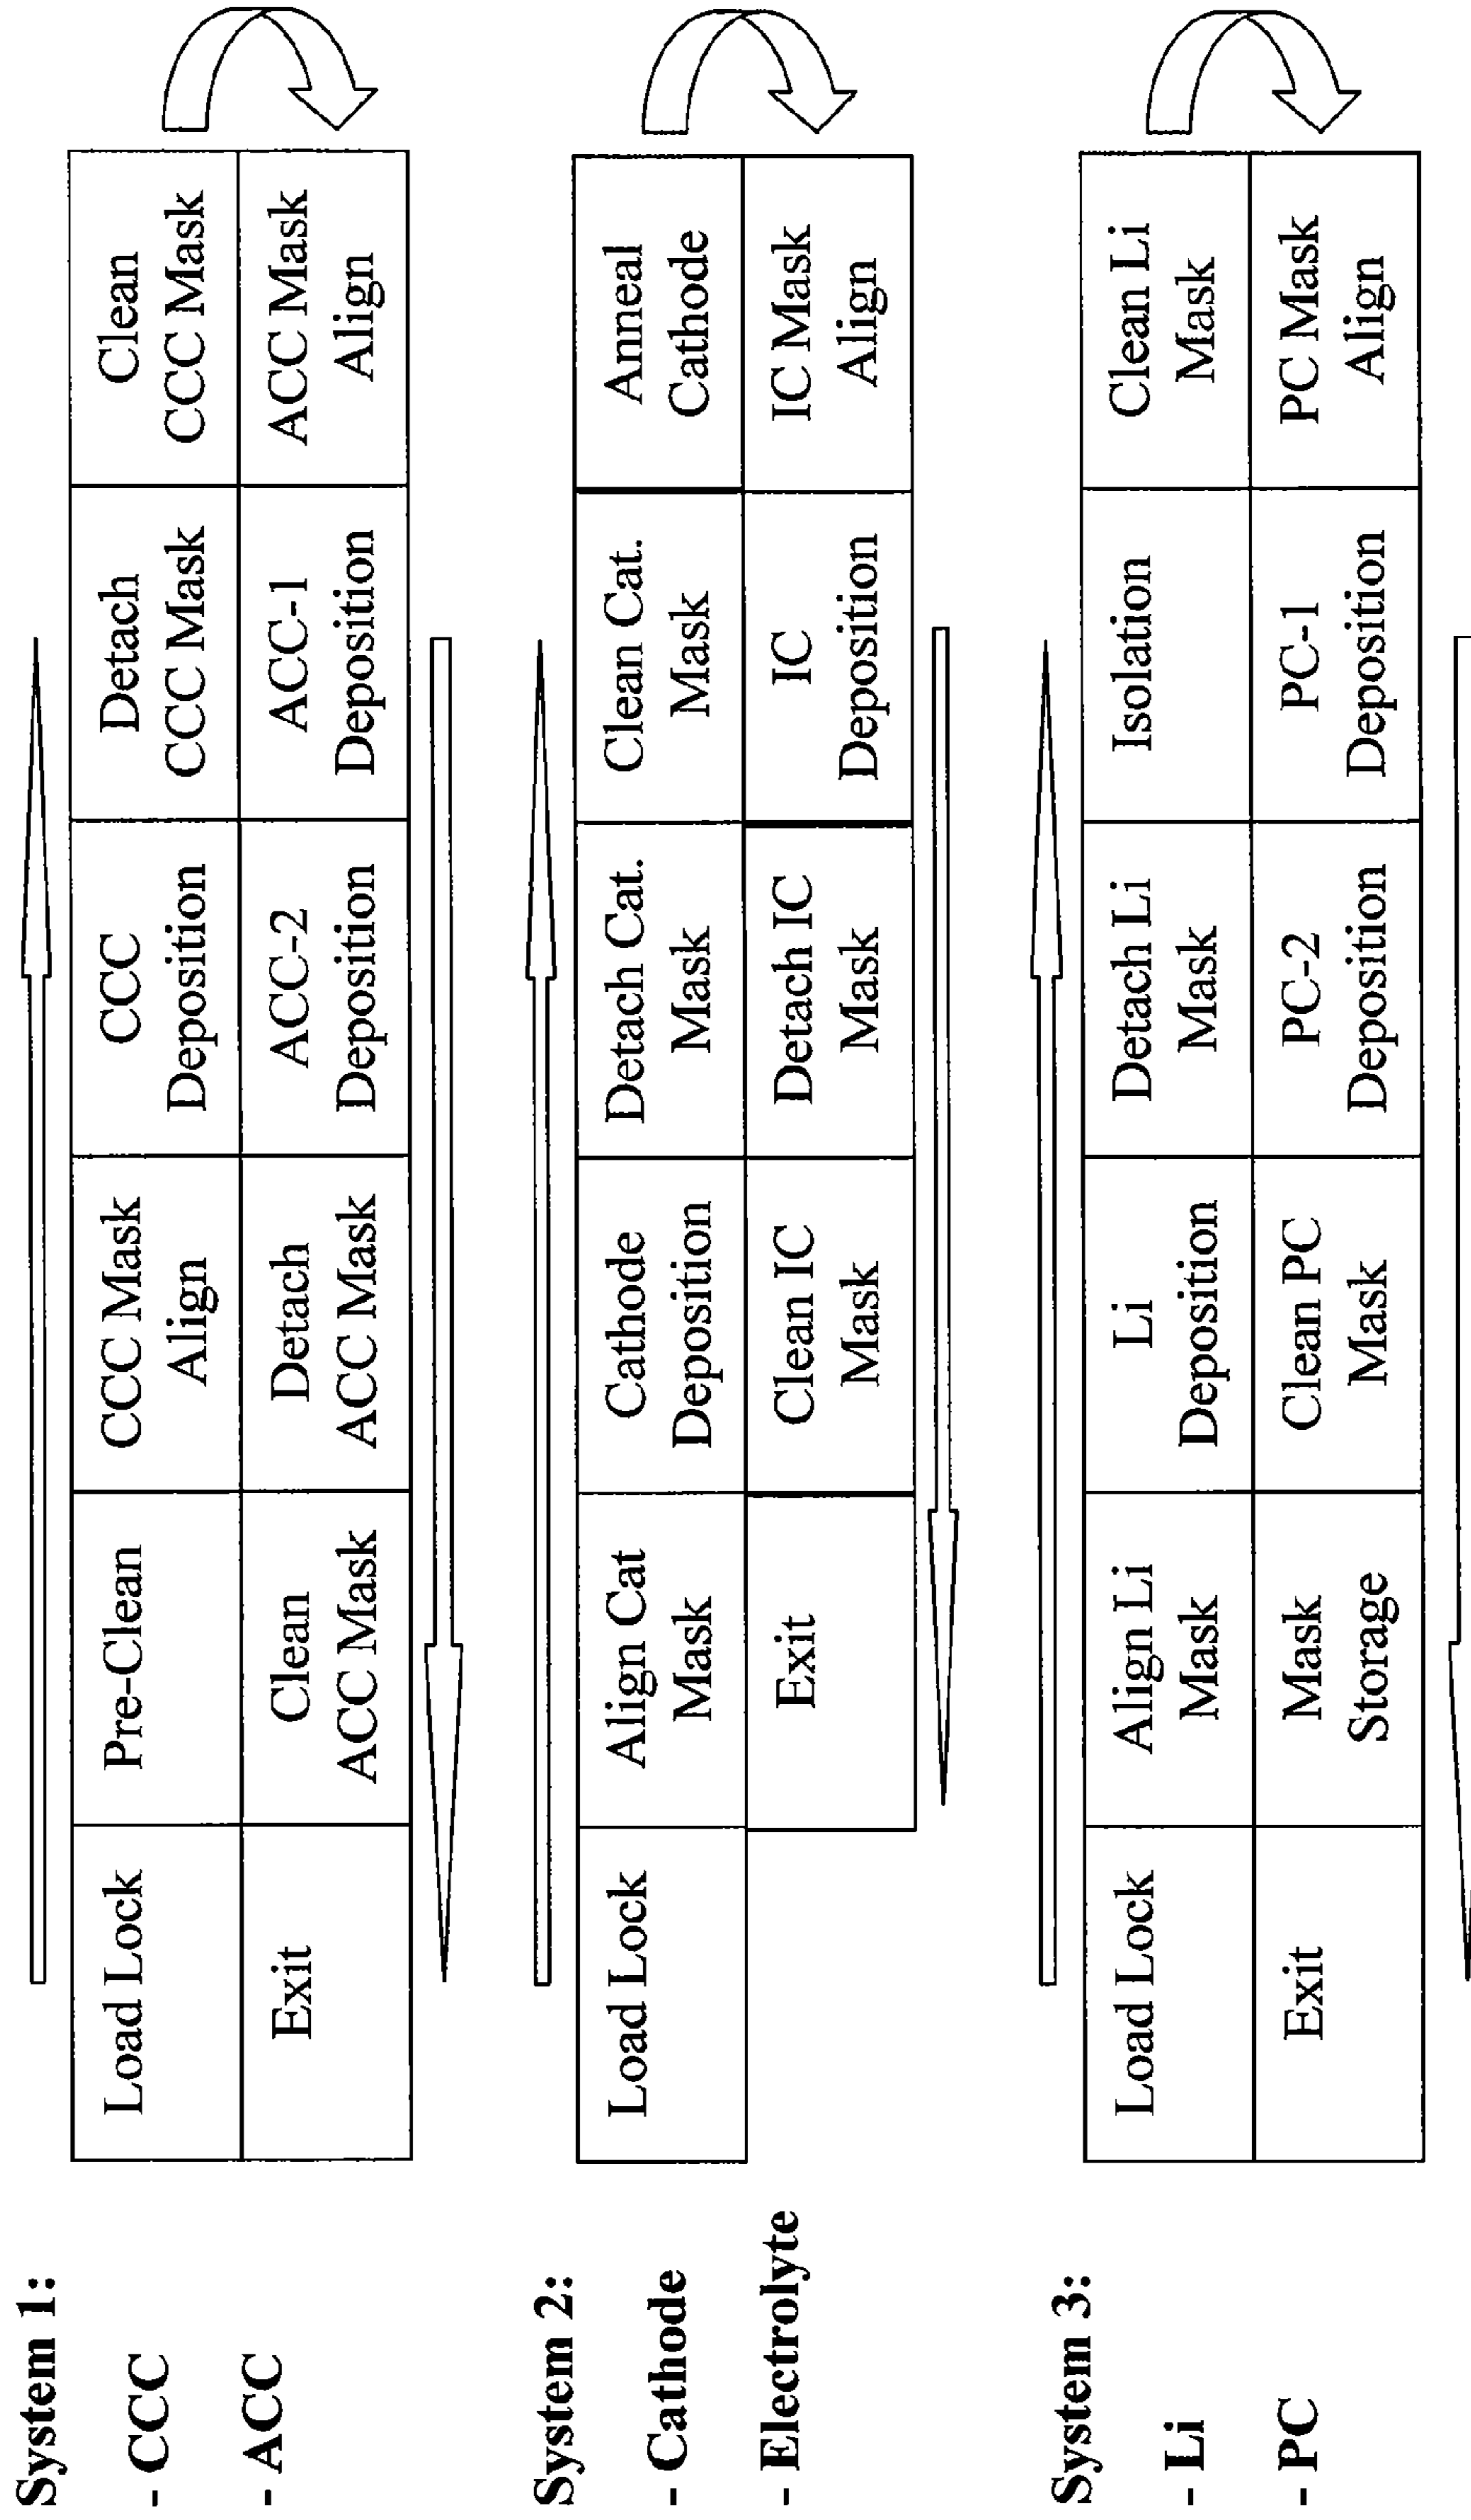 System 1:
- CCC
- ACC
Load Lock
Pre-Clean
CCC Mask
Align
CCC
Deposition
Detach
CCC Mask
Clean
CCC Mask
Exit
Clean
ACC Mask
Detach
ACC Mask
ACC-2
Deposition
ACC-1
Deposition
ACC Mask
Align
System 2:
- Cathode
- Electrolyte
Load Lock
Align Cat
Mask
Cathode
Deposition
Detach Cat.
Mask
Clean Cat.
Mask
Anneal
Cathode
Exit
Clean IC
Mask
Detach IC
Mask
IC
Deposition
IC Mask
Align
System 3:
- Li
- PC
Load Lock
Align Li
Mask
Li
Deposition
Detach Li
Mask
Isolation
Clean Li
Mask
Exit
Mask
Storage
Clean PC
Mask
PC-2
Deposition
PC-1
Deposition
PC Mask
Align